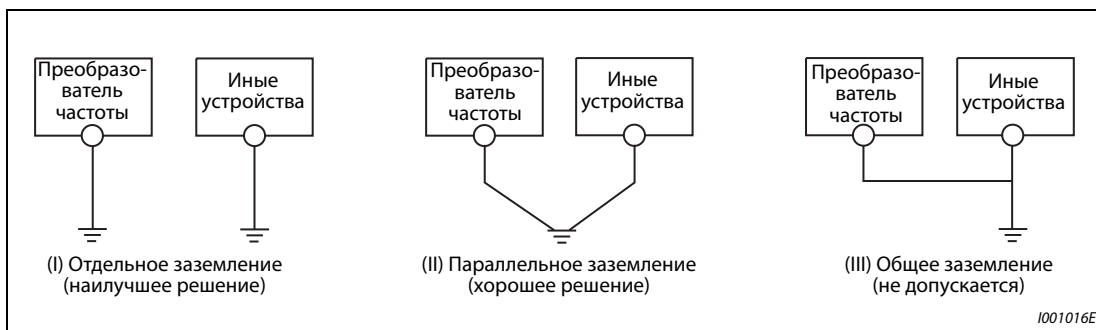 Преобразо-
ватель
частоты
Иные
устройства
Преобразо-
ватель
частоты
Иные
устройства
Преобразо-
ватель
частоты
Иные
устройства
(I) Отдельное заземление
(наилучшее решение)
(II) Параллельное заземление
(хорошее решение)
(III) Общее заземление
(не допускается)
I001016E